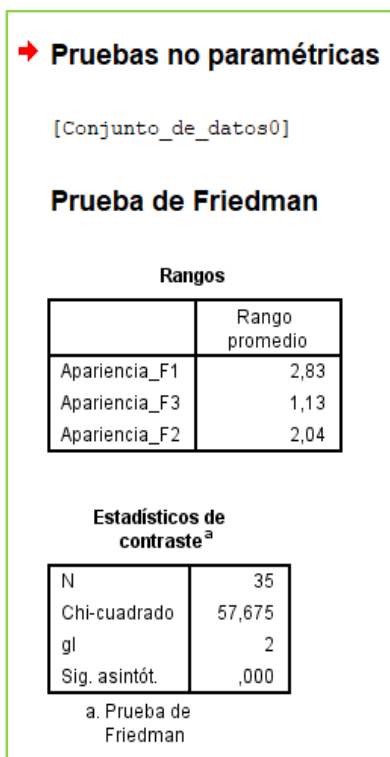 Pruebas no paramétricas
[Conjunto_de_datos0]
Prueba de Friedman
Rangos
Rango
promedio
Apariencia_F1 2,83
Apariencia_F3 1,13
Apariencia_F2 2,04
Estadísticos de
contraste^a
N 35
Chi-cuadrado 57,675
gl 2
Sig. asintót. ,000
a. Prueba de
Friedman